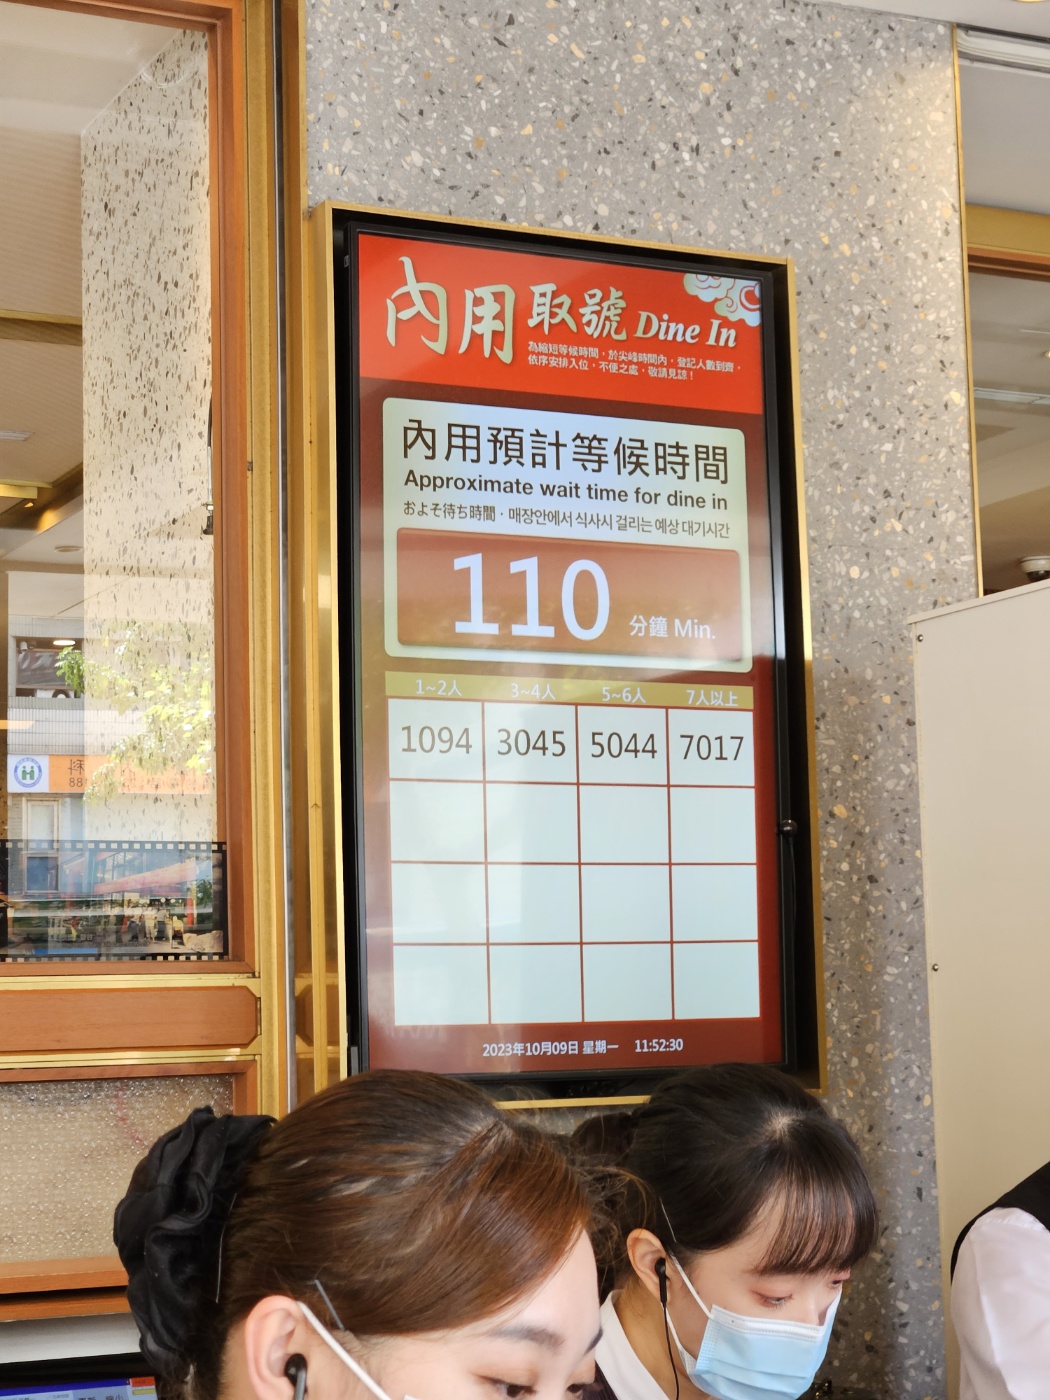 內用取號 Dine In
為縮短等候時間，於尖峰時間內，登記人數到齊，
依序安排入位，不便之處，敬請見諒！
內用預計等候時間
Approximate wait time for dine in
およそ待ち時間 · 매장안에서 식사시 걸리는 예상 대기시간
110 分鐘 Min.
1~2人 3~4人 5~6人 7人以上
1094 3045 5044 7017
2023年10月09日 星期一 11:52:30